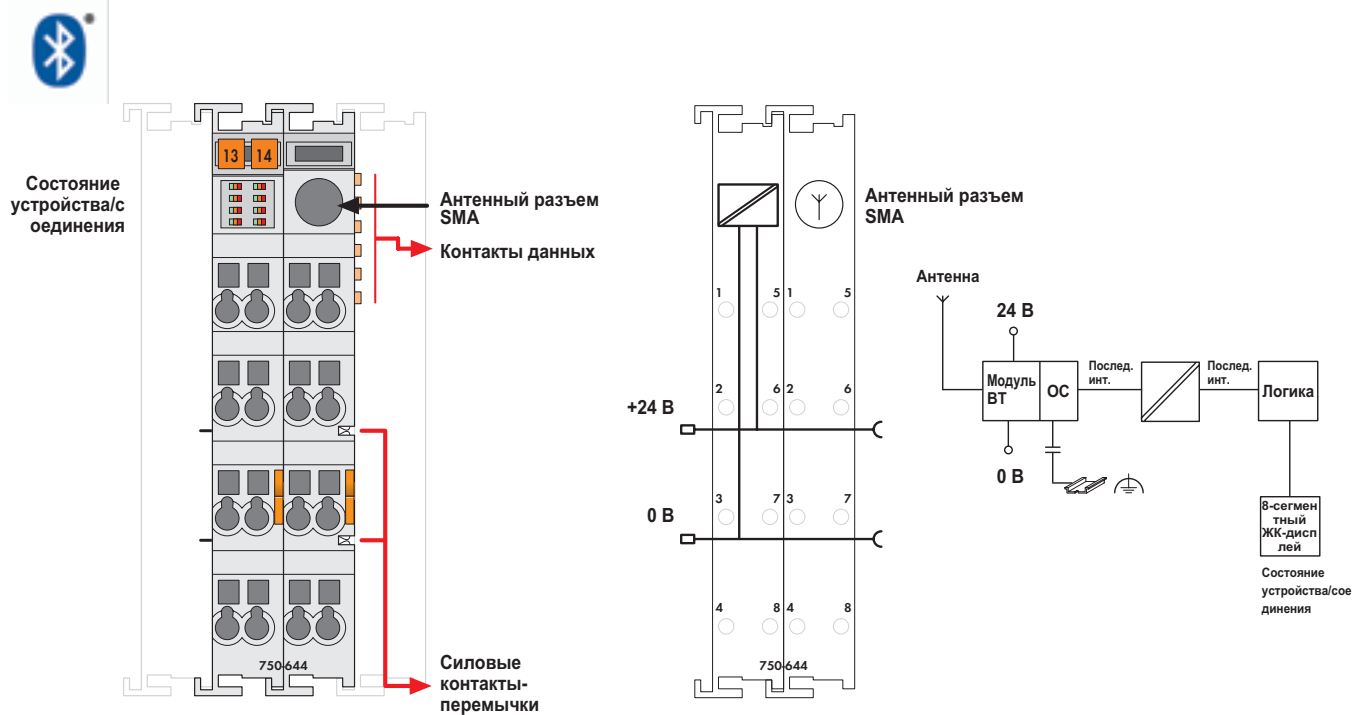 13 14
Состояние
устройства/с
оединения
Антенный разъем
SMA
Контакты данных
750-644
Силовые
контакты-
перемычки
Антенный разъем
SMA
1 5 1 5
2 6 2 6
+24 В
3 7 3 7
0 В
4 8 4 8
750-644
Антенна
24 В
Модуль
ВТ
ОС
Послед.
инт.
Послед.
инт.
Логика
0 В
8-сегмен
тный
ЖК-дисп
лей
Состояние
устройства/сое
динения